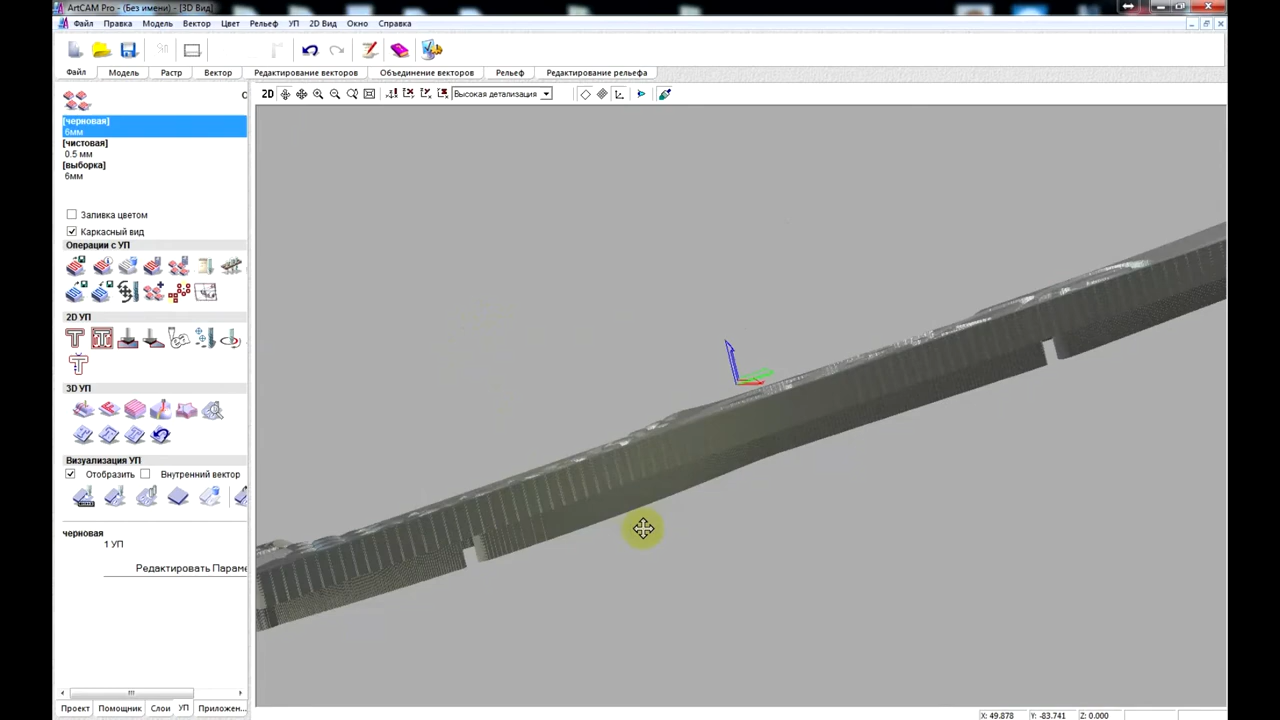 ArtCAM Pro - (Без имени) - [3D Вид]
Файл Правка Модель Вектор Цвет Рельеф УП 2D Вид Окно Справка
Файл Модель Растр Вектор Редактирование векторов Объединение векторов Рельеф Редактирование рельефа
2D Высокая детализация
[черновая]
6мм
[чистовая]
0.5 мм
[выборка]
6мм
Заливка цветом
Каркасный вид
Операции с УП
2D УП
3D УП
Визуализация УП
Отобразить Внутренний вектор
черновая
1 УП
Редактировать Параме
Проект Помощник Слои УП Приложен...
X: 49.878 Y: -83.741 Z: 0.000